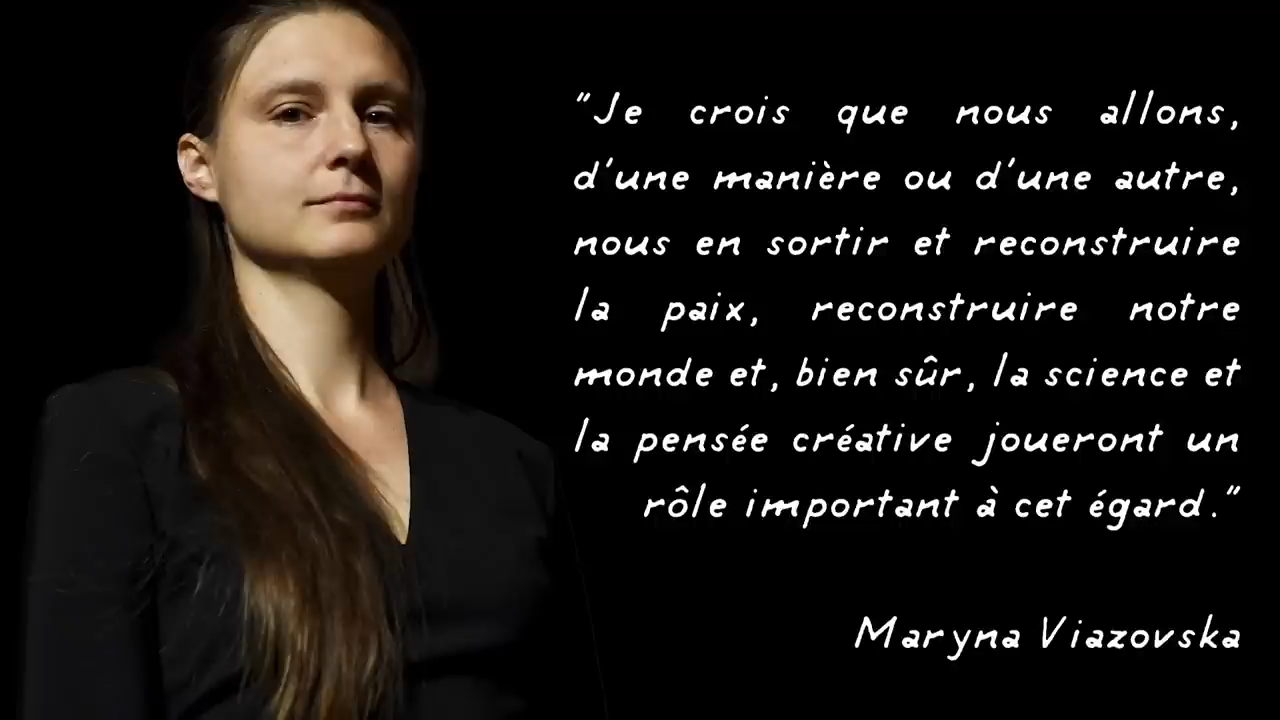 "Je crois que nous allons,
d'une manière ou d'une autre,
nous en sortir et reconstruire
la paix, reconstruire notre
monde et, bien sûr, la science et
la pensée créative joueront un
rôle important à cet égard."
Maryna Viazovska